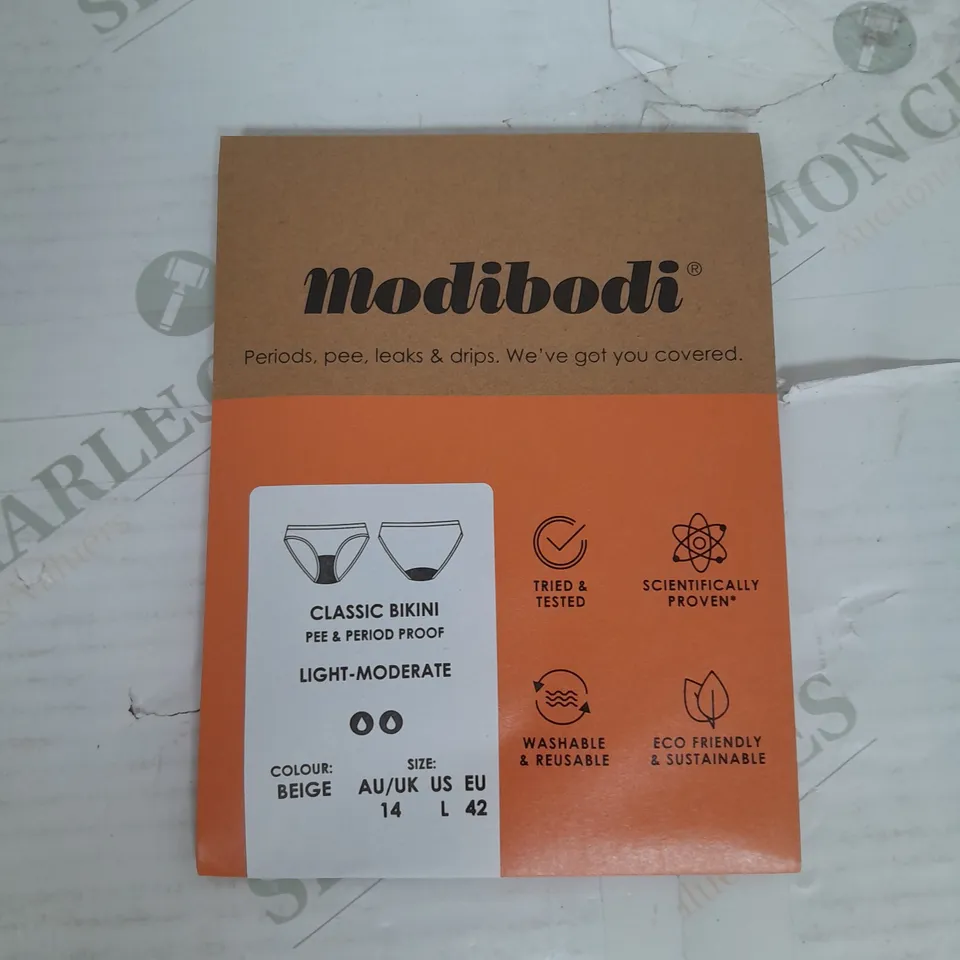 Modibodi®
Periods, pee, leaks & drips. We've got you covered.
CLASSIC BIKINI
PEE & PERIOD PROOF
LIGHT-MODERATE
COLOUR:
BEIGE
SIZE:
AU/UK US EU
14 L 42
TRIED &
TESTED
SCIENTIFICALLY
PROVEN*
WASHABLE
& REUSABLE
ECO FRIENDLY
& SUSTAINABLE